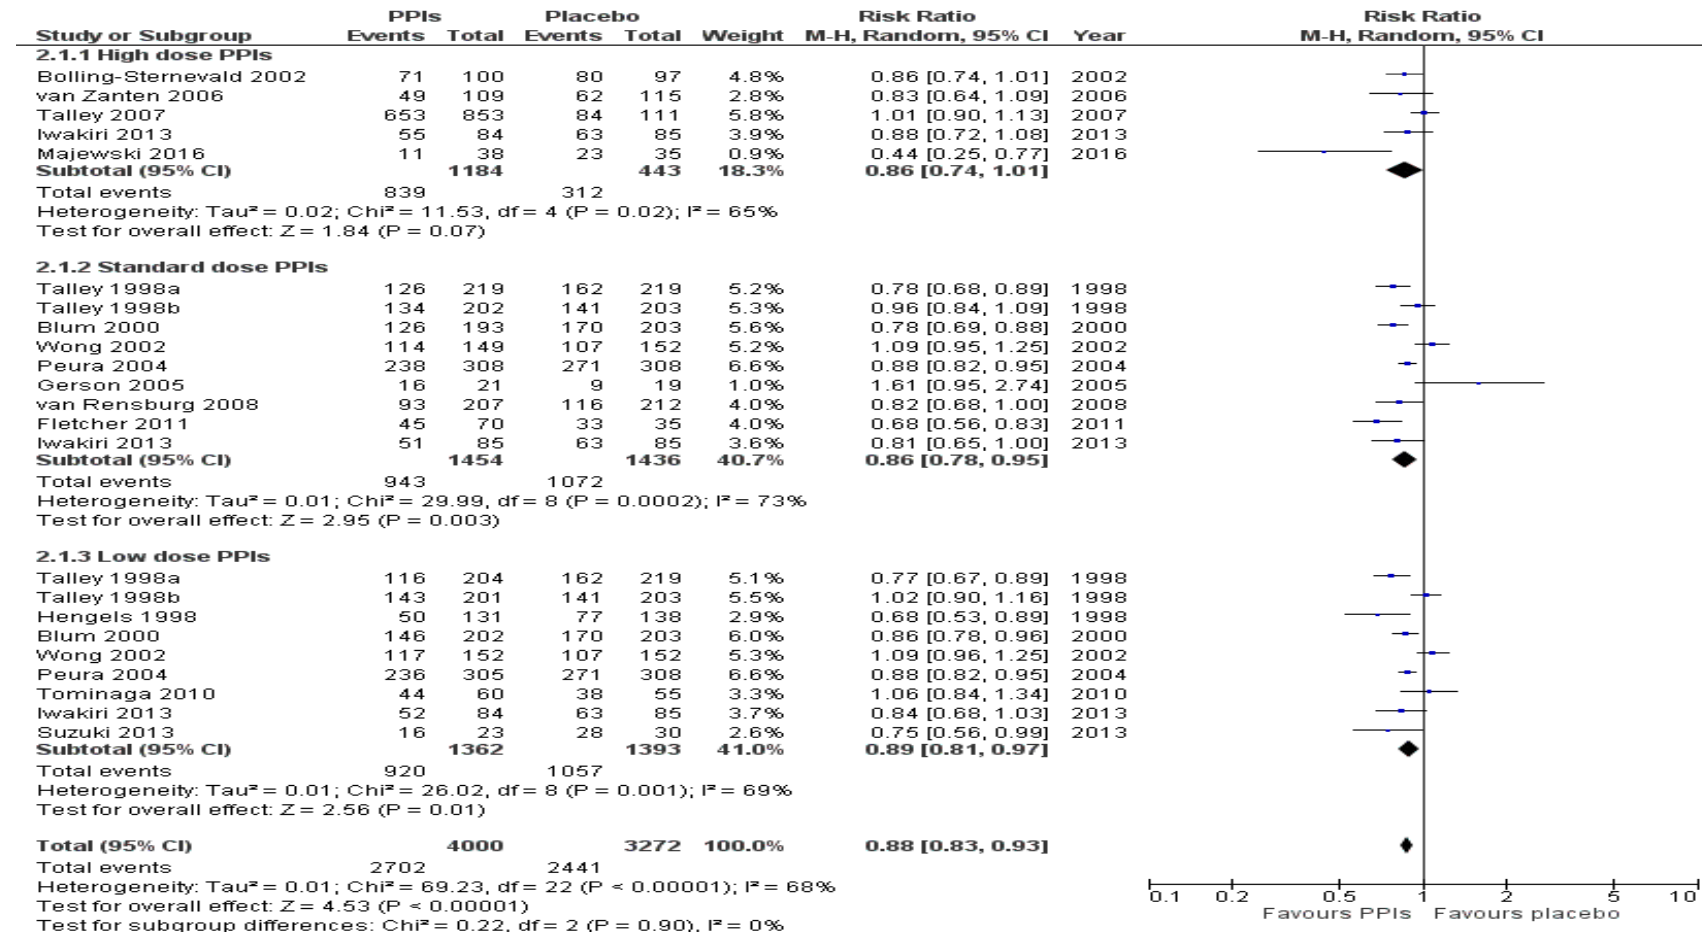 PPIs Placebo Risk Ratio Risk Ratio
Study or Subgroup Events Total Events Total Weight M-H, Random, 95% CI Year M-H, Random, 95% CI
2.1.1 High dose PPIs
Bolling-Sternevald 2002 71 100 80 97 4.8% 0.86 [0.74, 1.01] 2002
van Zanten 2006 49 109 62 115 2.8% 0.83 [0.64, 1.09] 2006
Talley 2007 653 853 84 111 5.8% 1.01 [0.90, 1.13] 2007
Iwakiri 2013 55 84 63 85 3.9% 0.88 [0.72, 1.08] 2013
Majewski 2016 11 38 23 35 0.9% 0.44 [0.25, 0.77] 2016
Subtotal (95% CI) 1184 443 18.3% 0.86 [0.74, 1.01]
Total events 839 312
Heterogeneity: Tau² = 0.02; Chi² = 11.53, df = 4 (P = 0.02); I² = 65%
Test for overall effect: Z = 1.84 (P = 0.07)
2.1.2 Standard dose PPIs
Talley 1998a 126 219 162 219 5.2% 0.78 [0.68, 0.89] 1998
Talley 1998b 134 202 141 203 5.3% 0.96 [0.84, 1.09] 1998
Blum 2000 126 193 170 203 5.6% 0.78 [0.69, 0.88] 2000
Wong 2002 114 149 107 152 5.2% 1.09 [0.95, 1.25] 2002
Peura 2004 238 308 271 308 6.6% 0.88 [0.82, 0.95] 2004
Gerson 2005 16 21 9 19 1.0% 1.61 [0.95, 2.74] 2005
van Rensburg 2008 93 207 116 212 4.0% 0.82 [0.68, 1.00] 2008
Fletcher 2011 45 70 33 35 4.0% 0.68 [0.56, 0.83] 2011
Iwakiri 2013 51 85 63 85 3.6% 0.81 [0.65, 1.00] 2013
Subtotal (95% CI) 1454 1436 40.7% 0.86 [0.78, 0.95]
Total events 943 1072
Heterogeneity: Tau² = 0.01; Chi² = 29.99, df = 8 (P = 0.0002); I² = 73%
Test for overall effect: Z = 2.95 (P = 0.003)
2.1.3 Low dose PPIs
Talley 1998a 116 204 162 219 5.1% 0.77 [0.67, 0.89] 1998
Talley 1998b 143 201 141 203 5.5% 1.02 [0.90, 1.16] 1998
Hengels 1998 50 131 77 138 2.9% 0.68 [0.53, 0.89] 1998
Blum 2000 146 202 170 203 6.0% 0.86 [0.78, 0.96] 2000
Wong 2002 117 152 107 152 5.3% 1.09 [0.96, 1.25] 2002
Peura 2004 236 305 271 308 6.6% 0.88 [0.82, 0.95] 2004
Tominaga 2010 44 60 38 55 3.3% 1.06 [0.84, 1.34] 2010
Iwakiri 2013 52 84 63 85 3.7% 0.84 [0.68, 1.03] 2013
Suzuki 2013 16 23 28 30 2.6% 0.75 [0.56, 0.99] 2013
Subtotal (95% CI) 1362 1393 41.0% 0.89 [0.81, 0.97]
Total events 920 1057
Heterogeneity: Tau² = 0.01; Chi² = 26.02, df = 8 (P = 0.001); I² = 69%
Test for overall effect: Z = 2.56 (P = 0.01)
Total (95% CI) 4000 3272 100.0% 0.88 [0.83, 0.93]
Total events 2702 2441
Heterogeneity: Tau² = 0.01; Chi² = 69.23, df = 22 (P < 0.00001); I² = 68%
Test for overall effect: Z = 4.53 (P < 0.00001)
Test for subgroup differences: Chi² = 0.22, df = 2 (P = 0.90), I² = 0%
0.1 0.2 0.5 1 2 5 10
Favours PPIs Favours placebo